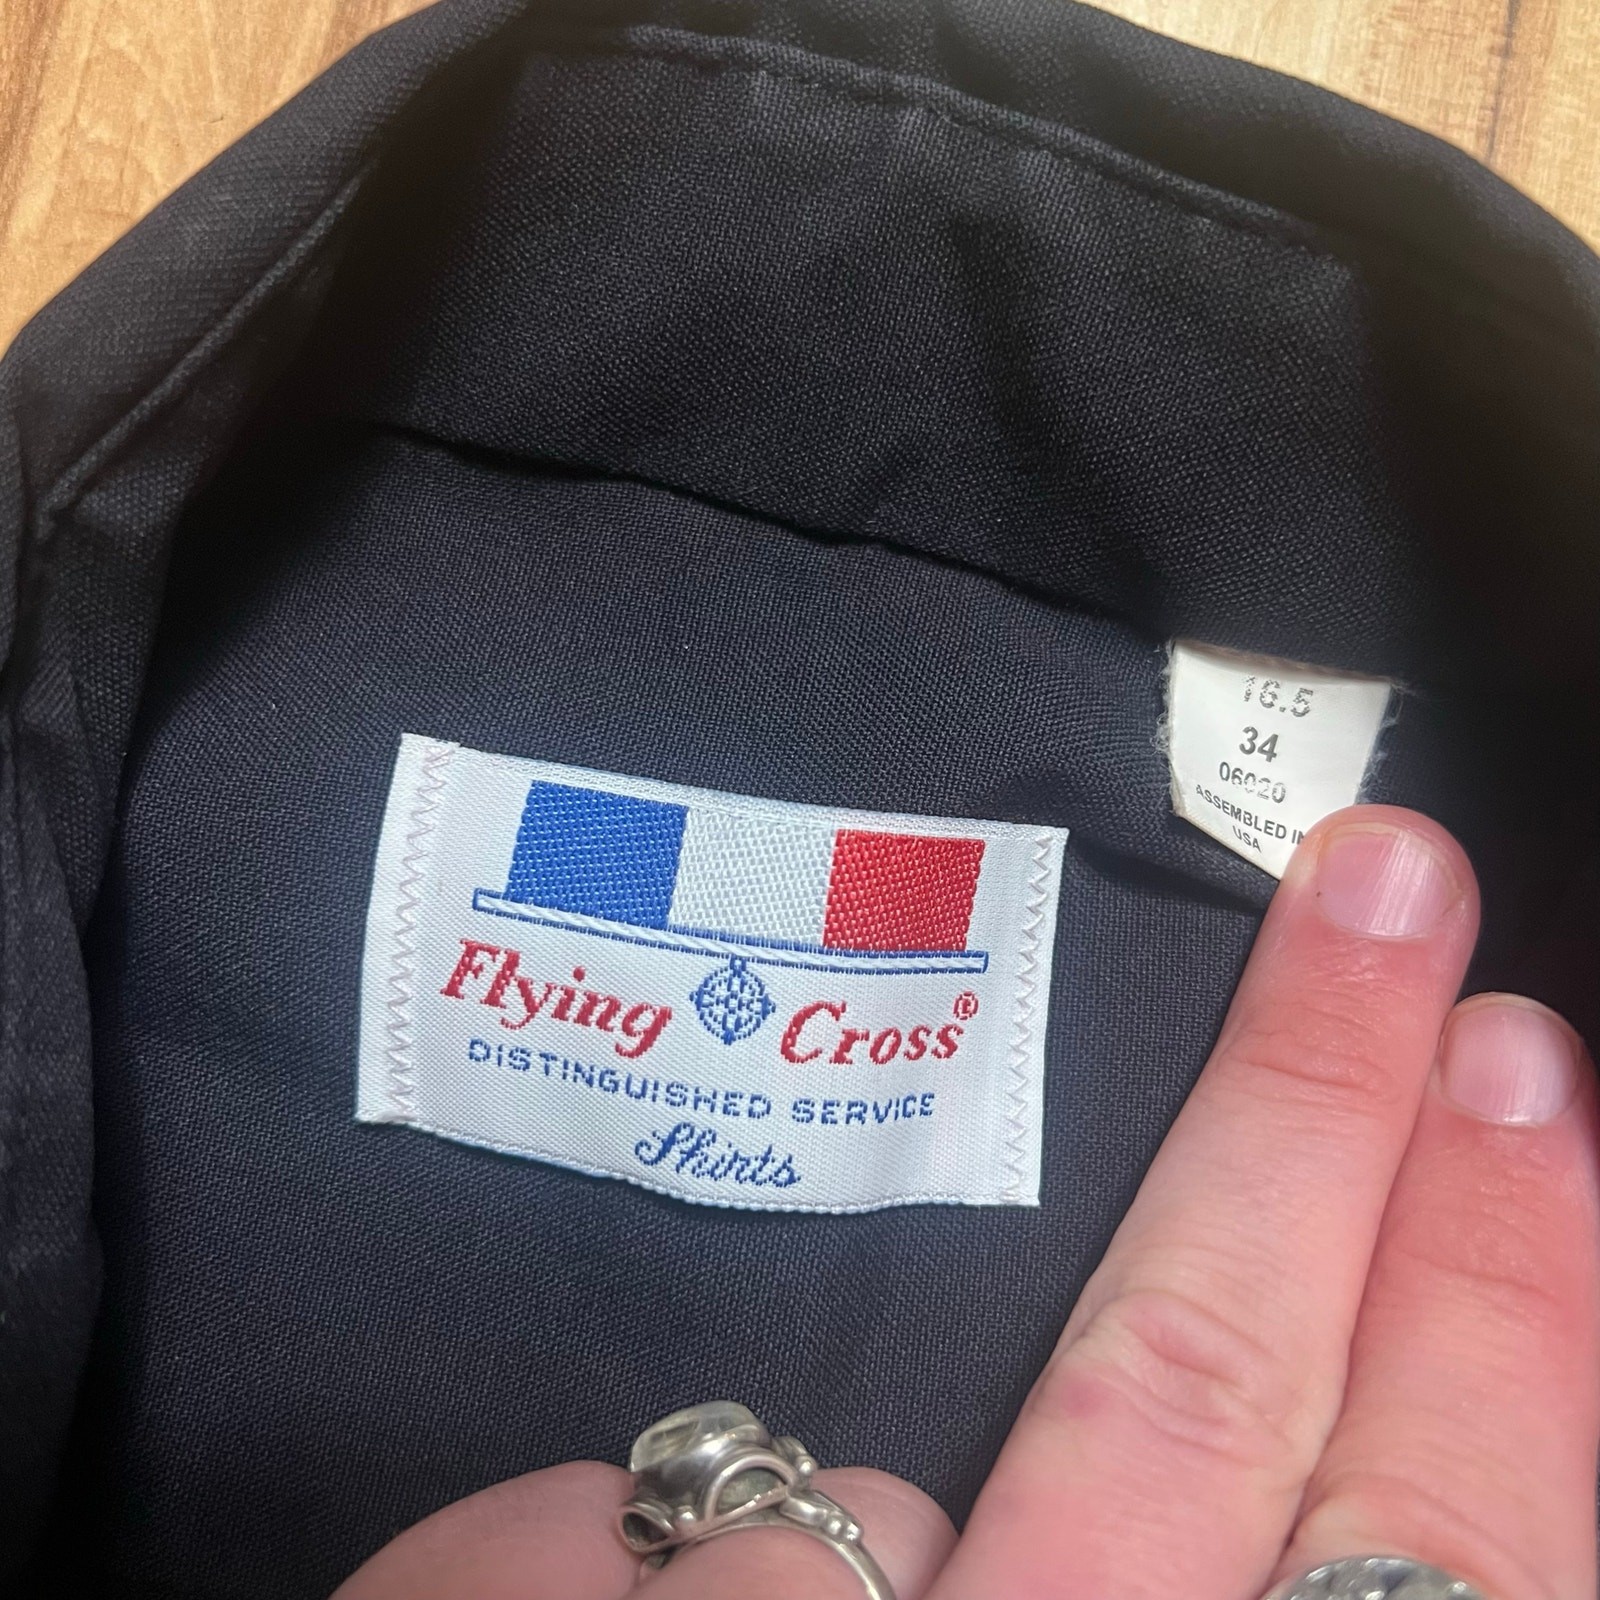 16.5
34
06020
ASSEMBLED IN
USA
Flying Cross®
DISTINGUISHED SERVICE
Shirts